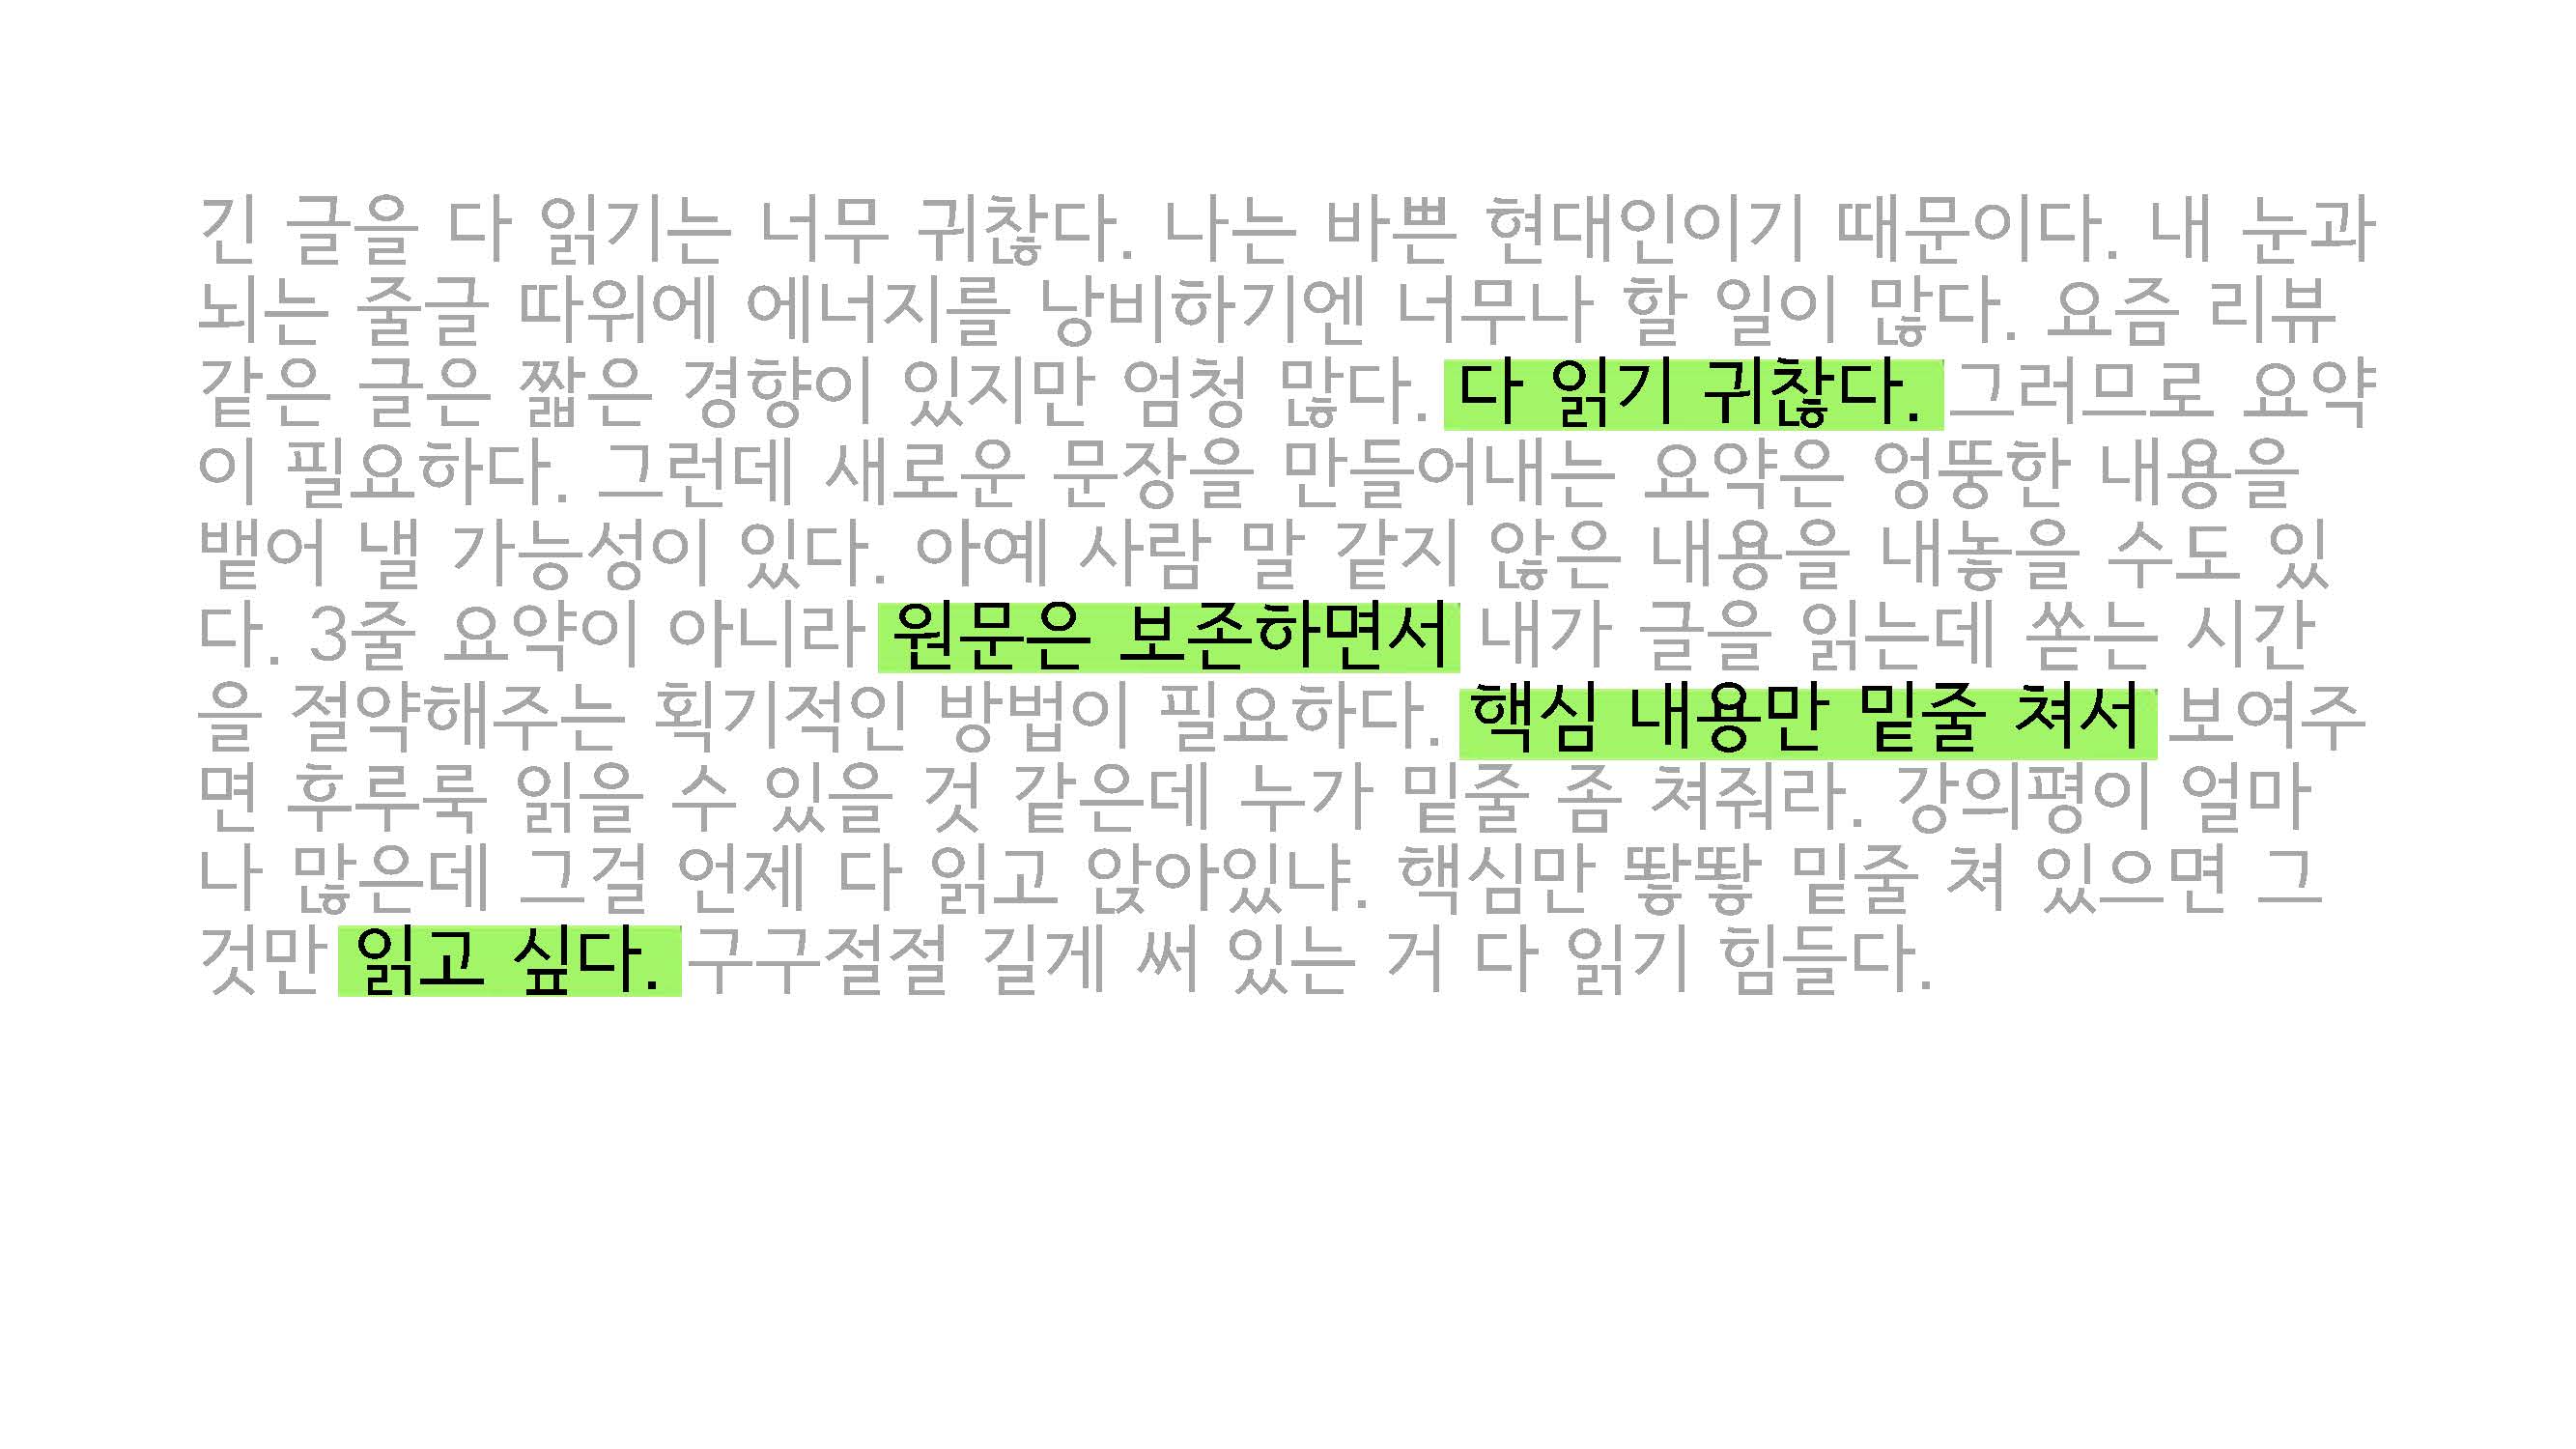 긴 글을 다 읽기는 너무 귀찮다. 나는 바쁜 현대인이기 때문이다. 내 눈과
뇌는 줄글 따위에 에너지를 낭비하기엔 너무나 할 일이 많다. 요즘 리뷰
같은 글은 짧은 경향이 있지만 엄청 많다. 다 읽기 귀찮다. 그러므로 요약
이 필요하다. 그런데 새로운 문장을 만들어내는 요약은 엉뚱한 내용을
뱉어 낼 가능성이 있다. 아예 사람 말 같지 않은 내용을 내놓을 수도 있
다. 3줄 요약이 아니라 원문은 보존하면서 내가 글을 읽는데 쏟는 시간
을 절약해주는 획기적인 방법이 필요하다. 핵심 내용만 밑줄 쳐서 보여주
면 후루룩 읽을 수 있을 것 같은데 누가 밑줄 좀 쳐줘라. 강의평이 얼마
나 많은데 그걸 언제 다 읽고 앉아있냐. 핵심만 땋땋 밑줄 쳐 있으면 그
것만 읽고 싶다. 구구절절 길게 써 있는 거 다 읽기 힘들다.